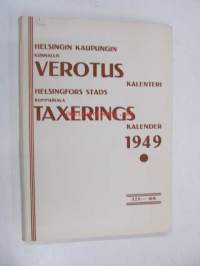 HELSINGIN KAUPUNGIN
KUNNALLIS
VEROTUS
KALENTERI
HELSINGFORS STADS
KOMMUNALA
TAXERINGS
KALENDER
1949